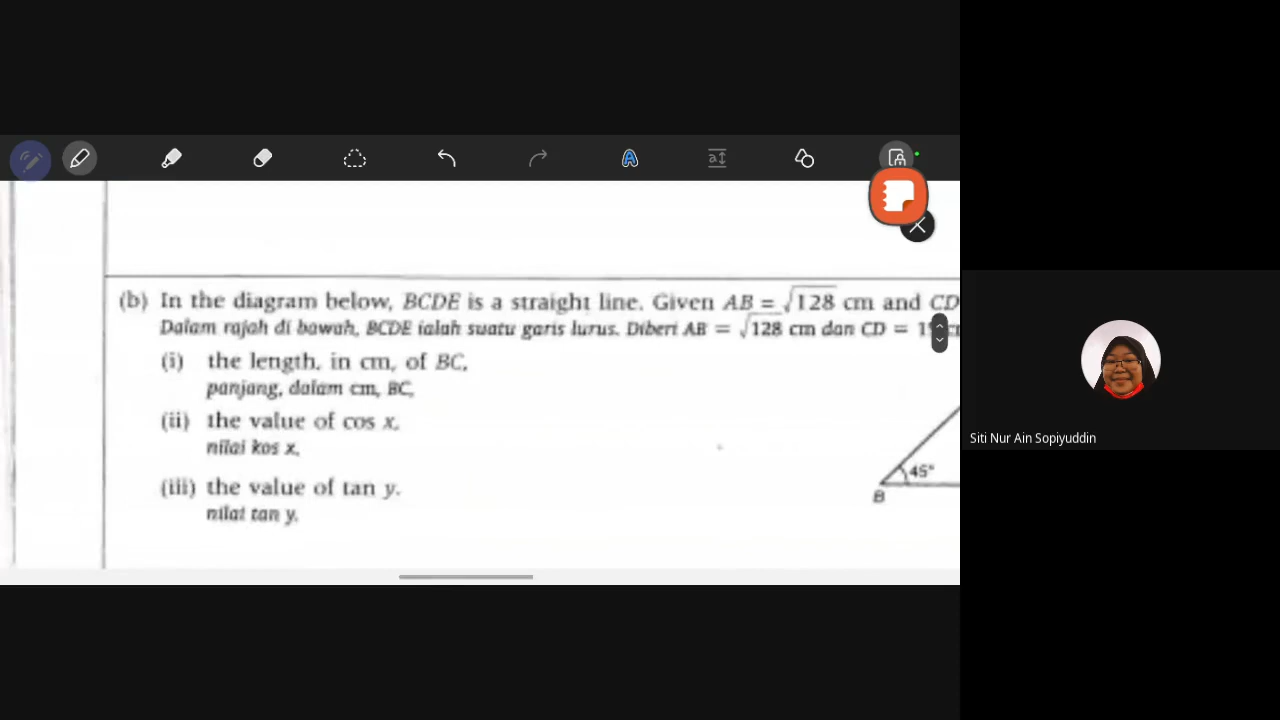 (b) In the diagram below, BCDE is a straight line. Given AB = √128 cm and CD
Dalam rajah di bawah, BCDE ialah suatu garis lurus. Diberi AB = √128 cm dan CD =
(i) the length, in cm, of BC,
panjang, dalam cm, BC,
(ii) the value of cos x,
nilai kos x,
(iii) the value of tan y.
nilai tan y.
45°
B
Siti Nur Ain Sopiyuddin